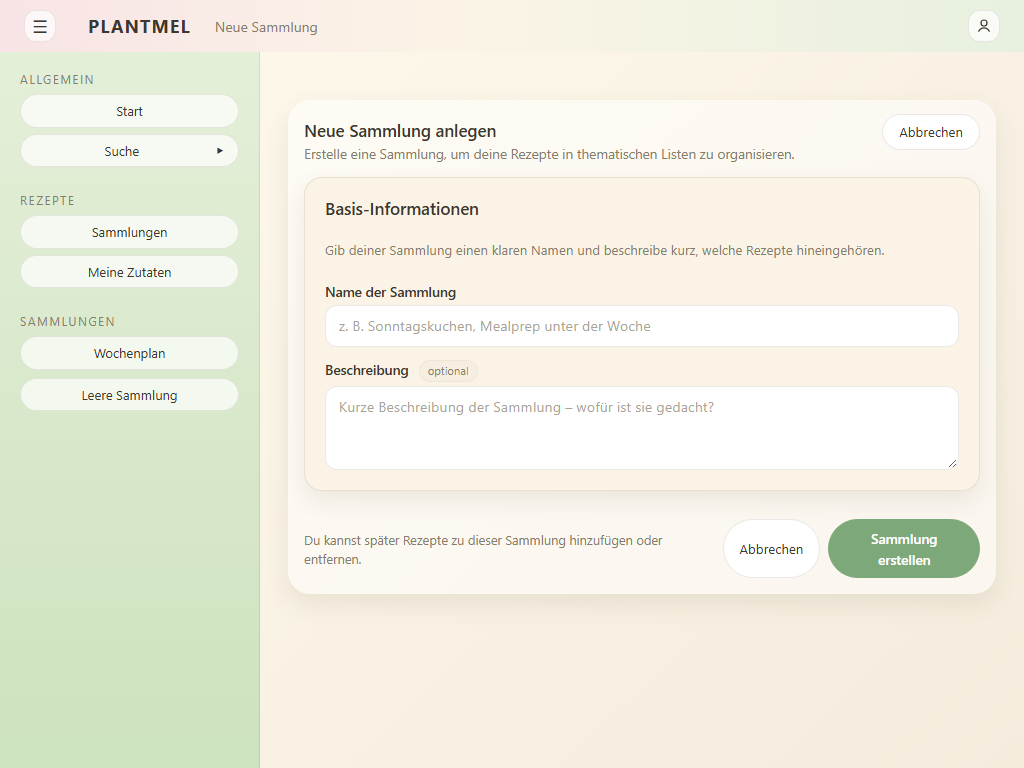 PLANTMEL
Neue Sammlung
ALLGEMEIN
Start
Suche
REZEPTE
Sammlungen
Meine Zutaten
SAMMLUNGEN
Wochenplan
Leere Sammlung
Neue Sammlung anlegen
Abbrechen
Erstelle eine Sammlung, um deine Rezepte in thematischen Listen zu organisieren.
Basis-Informationen
Gib deiner Sammlung einen klaren Namen und beschreibe kurz, welche Rezepte hineingehören.
Name der Sammlung
z. B. Sonntagskuchen, Mealprep unter der Woche
Beschreibung optional
Kurze Beschreibung der Sammlung – wofür ist sie gedacht?
Du kannst später Rezepte zu dieser Sammlung hinzufügen oder
entfernen.
Abbrechen
Sammlung
erstellen